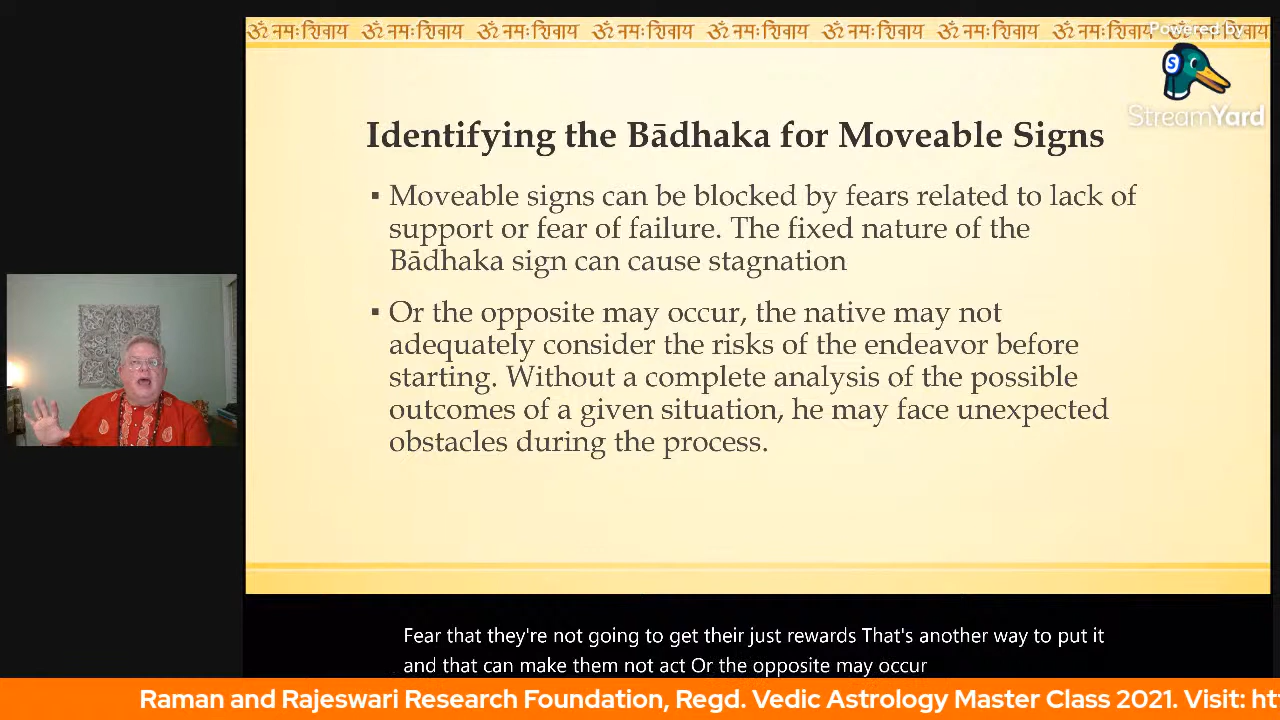 ॐ नमः शिवाय ॐ नमः शिवाय ॐ नमः शिवाय ॐ नमः शिवाय ॐ नमः शिवाय ॐ नमः शिवाय ॐ नमः शिवाय ॐ नमः शिवाय ॐ नमः शिवाय
Powered by
S
StreamYard
Identifying the Bādhaka for Moveable Signs
▪ Moveable signs can be blocked by fears related to lack of
support or fear of failure. The fixed nature of the
Bādhaka sign can cause stagnation
▪ Or the opposite may occur, the native may not
adequately consider the risks of the endeavor before
starting. Without a complete analysis of the possible
outcomes of a given situation, he may face unexpected
obstacles during the process.
Fear that they're not going to get their just rewards That's another way to put it
and that can make them not act Or the opposite may occur
Raman and Rajeswari Research Foundation, Regd. Vedic Astrology Master Class 2021. Visit: ht